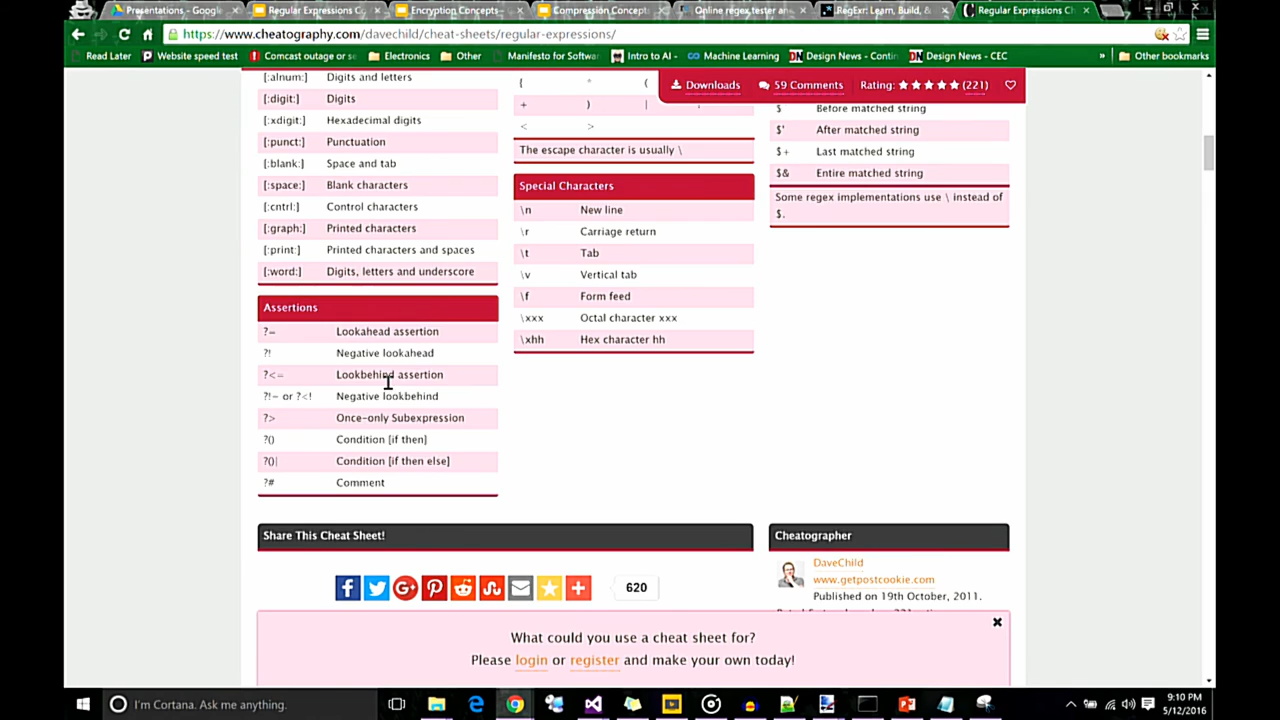 Presentations - Google
Regular Expressions Co
Encryption Concepts -
Compression Concepts
Online regex tester an
RegExr: Learn, Build, &
Regular Expressions Ch
https://www.cheatography.com/davechild/cheat-sheets/regular-expressions/
Read Later
Website speed test
Comcast outage or se
Electronics
Other
Manifesto for Softwar
Intro to AI -
Machine Learning
Design News - Contin
Design News - CEC
»
Other bookmarks
Downloads
59 Comments
Rating: ★★★★★ (221)
[:alnum:] Digits and letters
[:digit:] Digits
[:xdigit:] Hexadecimal digits
[:punct:] Punctuation
[:blank:] Space and tab
[:space:] Blank characters
[:cntrl:] Control characters
[:graph:] Printed characters
[:print:] Printed characters and spaces
[:word:] Digits, letters and underscore
Assertions
?= Lookahead assertion
?! Negative lookahead
?<= Lookbehind assertion
?!= or ?<! Negative lookbehind
?> Once-only Subexpression
?() Condition [if then]
?()| Condition [if then else]
?# Comment
{ (
+ ) |
< >
The escape character is usually \
Special Characters
\n New line
\r Carriage return
\t Tab
\v Vertical tab
\f Form feed
\xxx Octal character xxx
\xhh Hex character hh
Before matched string
$' After matched string
$+ Last matched string
$& Entire matched string
Some regex implementations use \ instead of
$.
Share This Cheat Sheet!
620
Cheatographer
DaveChild
www.getpostcookie.com
Published on 19th October, 2011.
What could you use a cheat sheet for?
Please login or register and make your own today!
I'm Cortana. Ask me anything.
9:10 PM
5/12/2016